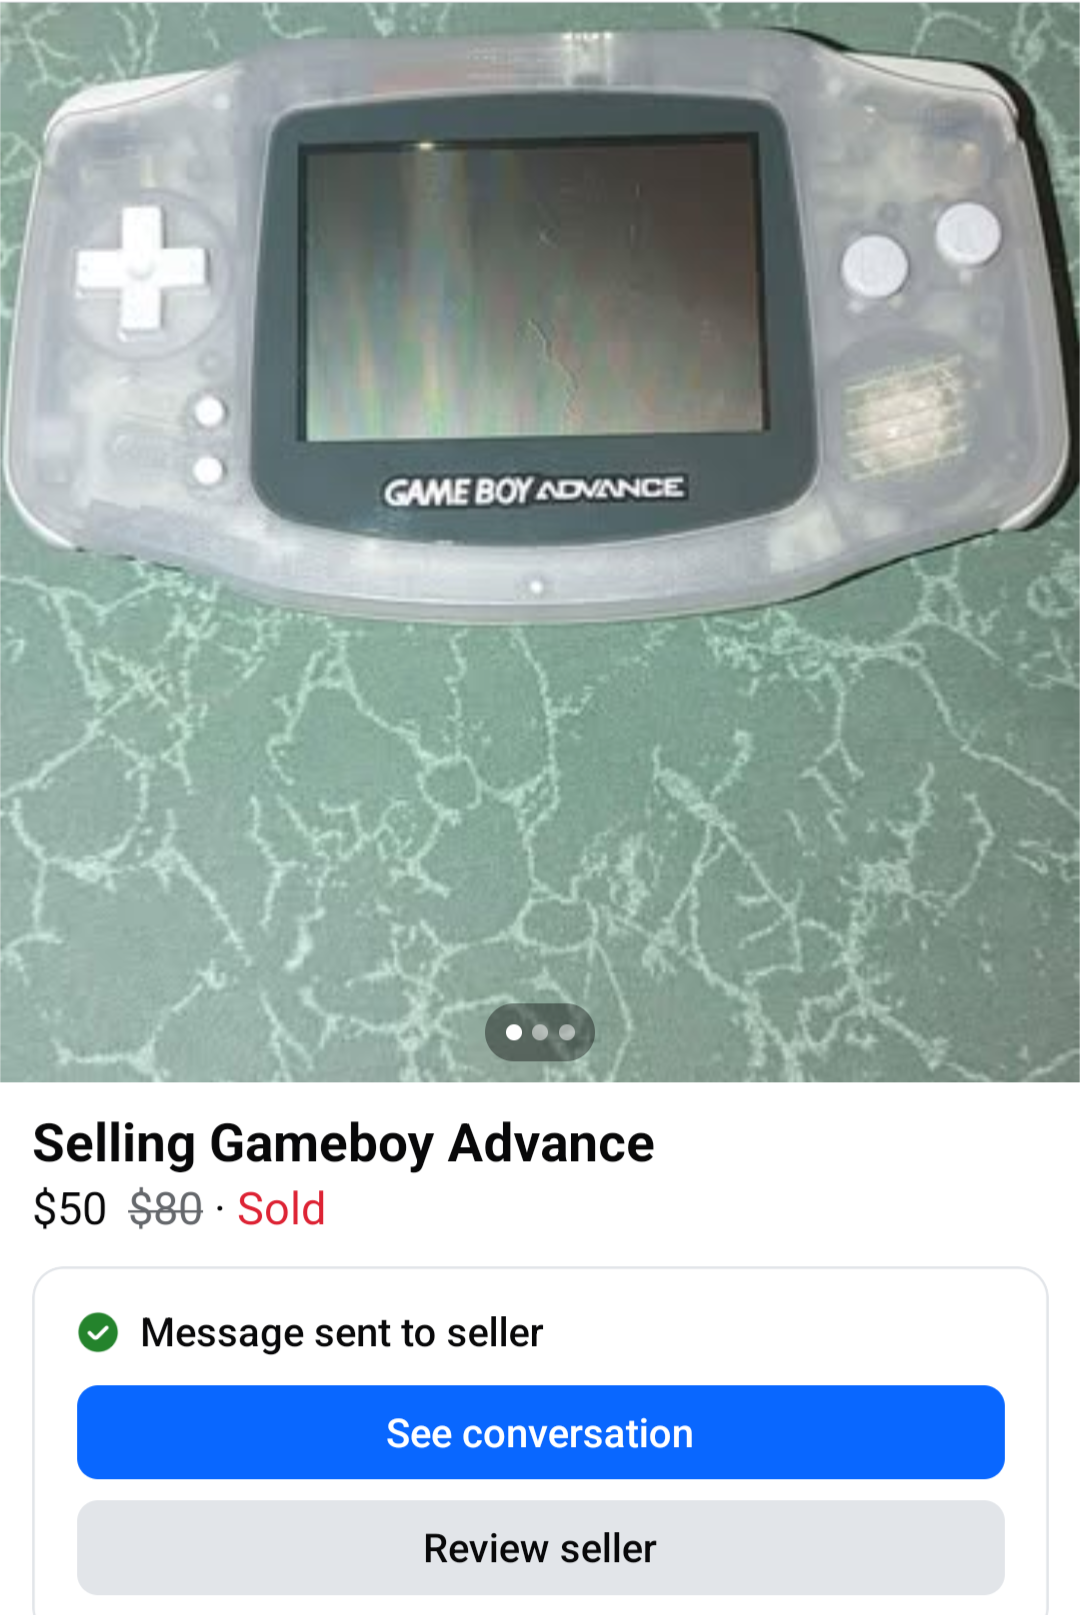 GAME BOY ADVANCE
Selling Gameboy Advance
$50 $80 · Sold
Message sent to seller
See conversation
Review seller